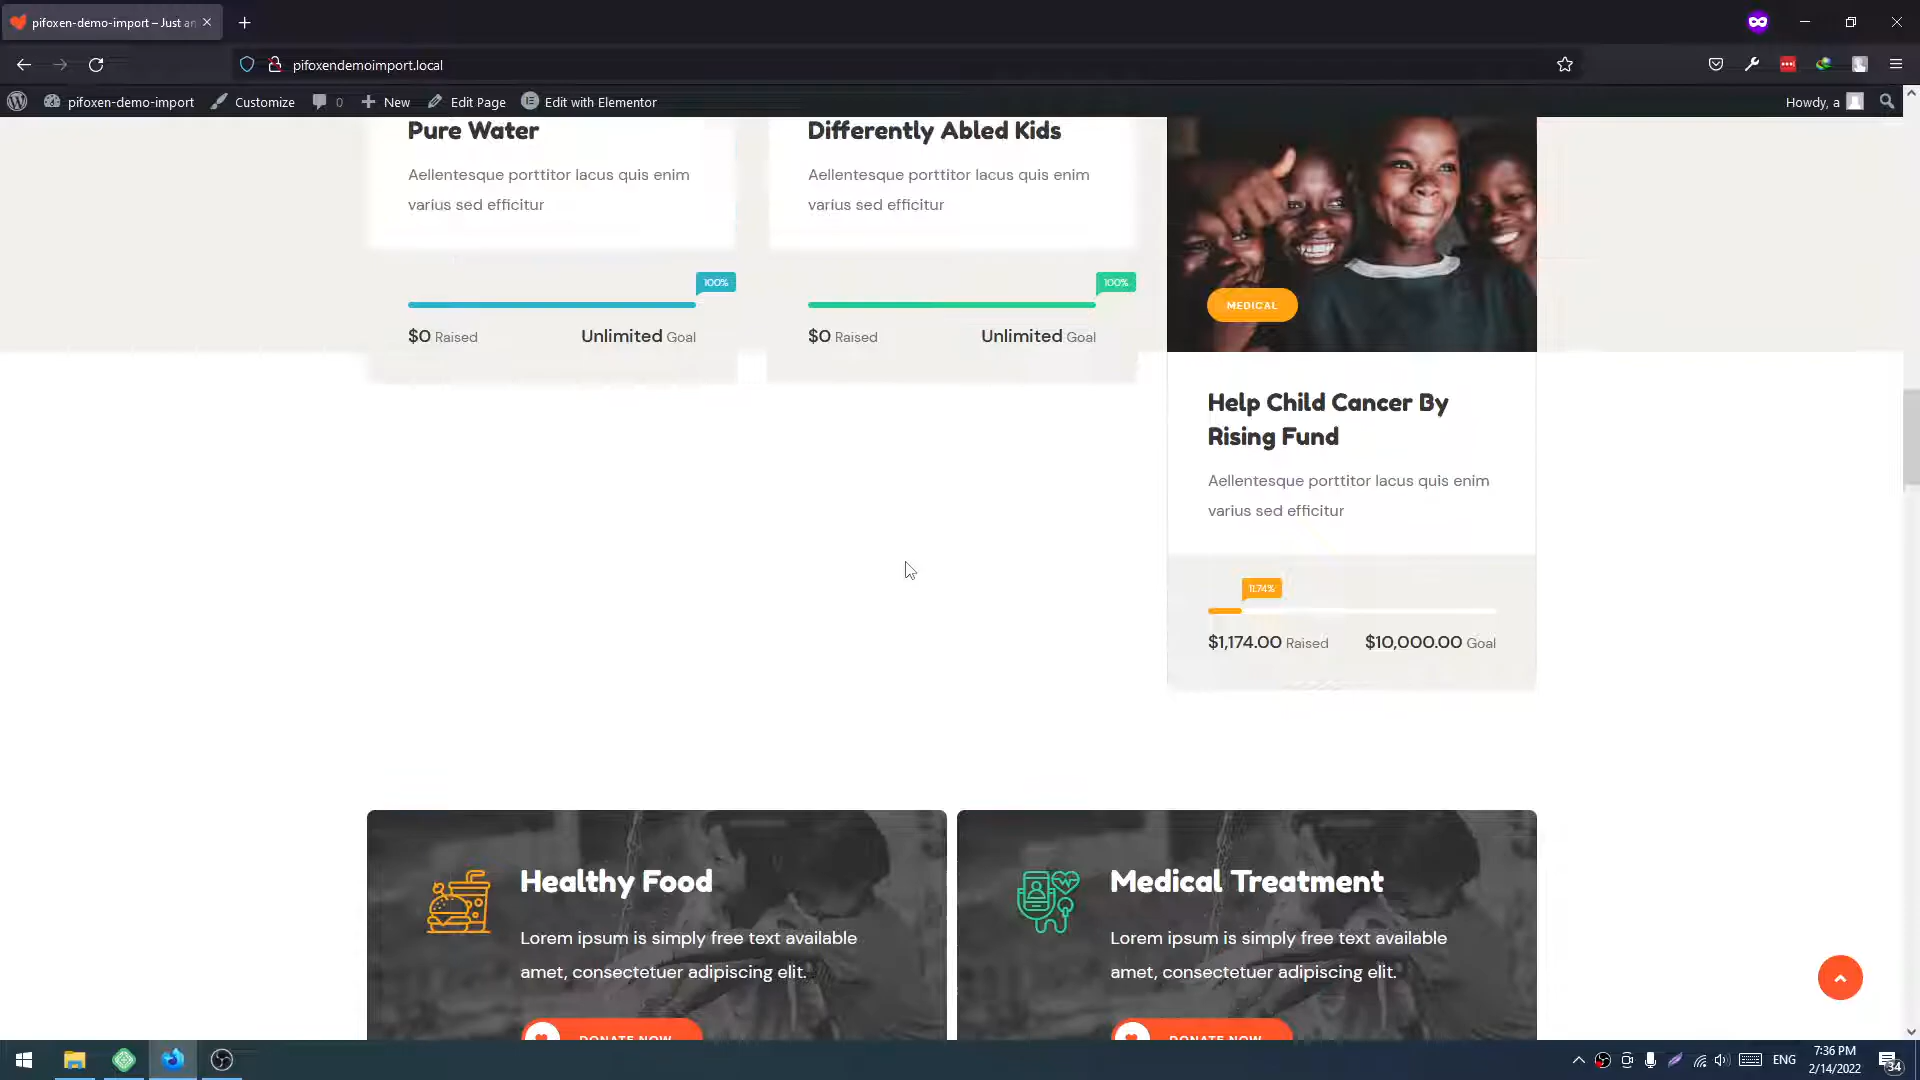 pifoxen-demo-import – Just an
pifoxendemoimport.local
pifoxen-demo-import
Customize
0
New
Edit Page
Edit with Elementor
Howdy, a
Pure Water
Aellentesque porttitor lacus quis enim
varius sed efficitur
100%
$0 Raised
Unlimited Goal
Differently Abled Kids
Aellentesque porttitor lacus quis enim
varius sed efficitur
100%
$0 Raised
Unlimited Goal
MEDICAL
Help Child Cancer By
Rising Fund
Aellentesque porttitor lacus quis enim
varius sed efficitur
11.74%
$1,174.00 Raised
$10,000.00 Goal
Healthy Food
Lorem ipsum is simply free text available
amet, consectetuer adipiscing elit.
DONATE NOW
Medical Treatment
Lorem ipsum is simply free text available
amet, consectetuer adipiscing elit.
DONATE NOW
ENG
7:36 PM
2/14/2022
34